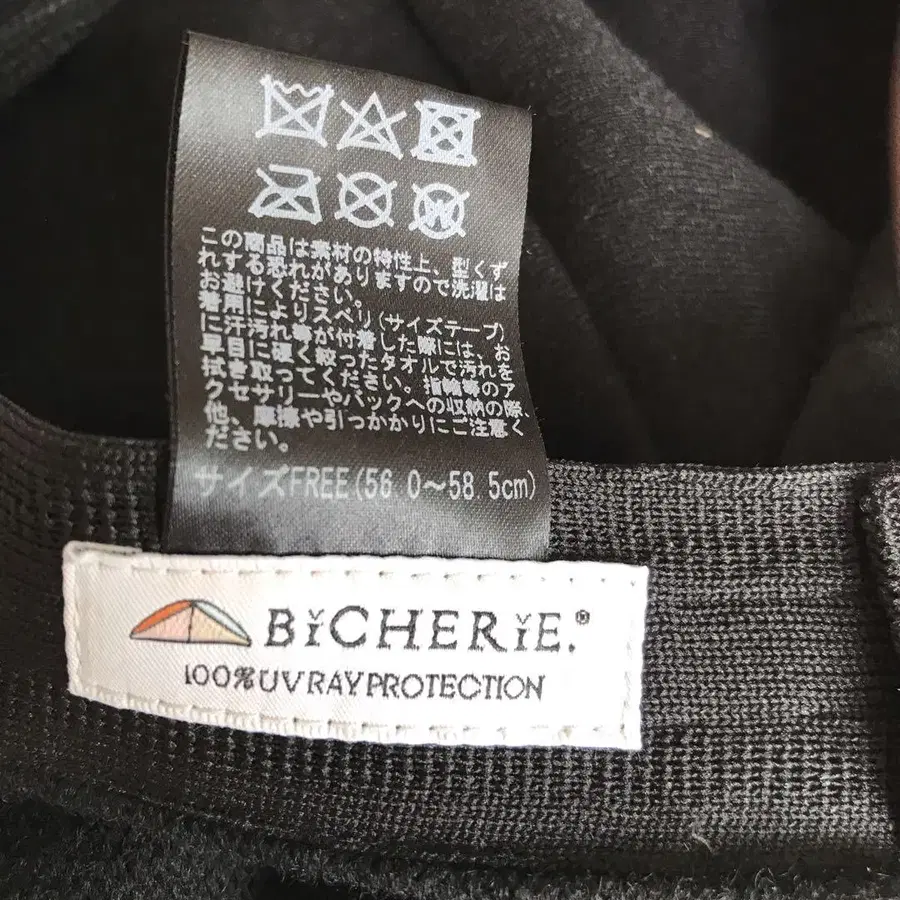 この商品は素材の特性上、型くず
れする恐れがありますので洗濯は
お避けください。
着用によりスベリ(サイズテープ)
に汗汚れ等が付着した際には、お
早目に硬く絞ったタオルで汚れを
拭き取ってください。指輪等のア
クセサリーやバックへの収納の際、
他、摩擦や引っかかりにご注意く
ださい。
サイズFREE(56.0～58.5cm)
BiCHERiE.®
100%UVRAYPROTECTION